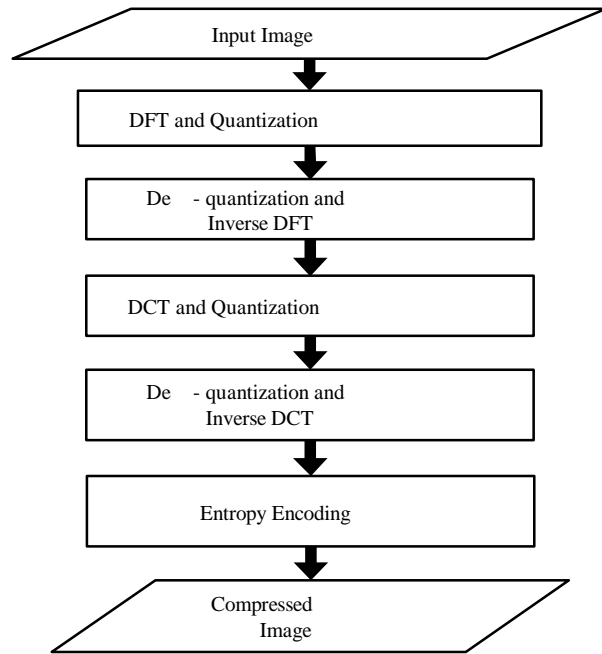 Input Image
DFT and Quantization
De - quantization and
Inverse DFT
DCT and Quantization
De - quantization and
Inverse DCT
Entropy Encoding
Compressed
Image